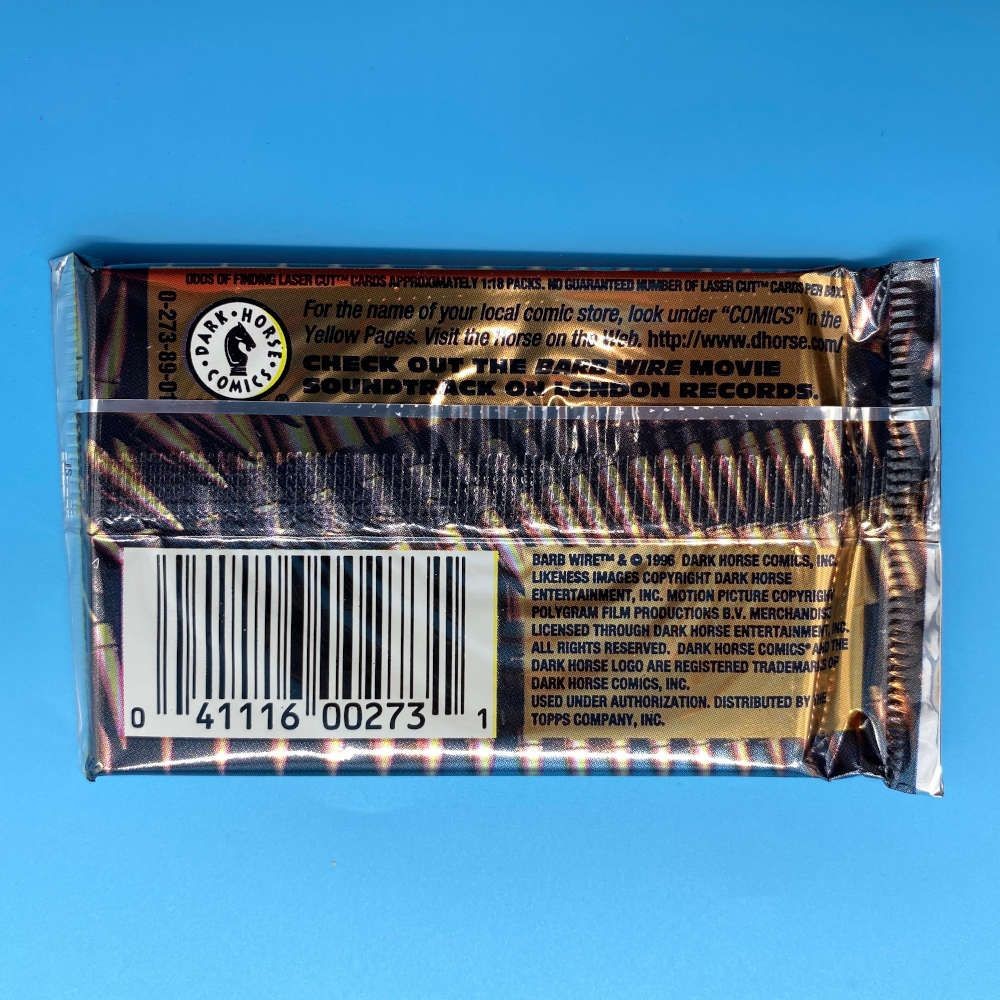 ODDS OF FINDING LASER CUT™ CARDS APPROXIMATELY 1:18 PACKS. NO GUARANTEED NUMBER OF LASER CUT™ CARDS PER BOX.
0-273-89-0
DARK • HORSE • COMICS •
For the name of your local comic store, look under "COMICS" in the
Yellow Pages. Visit the Horse on the Web. http://www.dhorse.com/
CHECK OUT THE BARB WIRE MOVIE
SOUNDTRACK ON LONDON RECORDS.
BARB WIRE™ & © 1996 DARK HORSE COMICS, INC.
LIKENESS IMAGES COPYRIGHT DARK HORSE
ENTERTAINMENT, INC. MOTION PICTURE COPYRIGH
POLYGRAM FILM PRODUCTIONS B.V. MERCHANDIS
LICENSED THROUGH DARK HORSE ENTERTAINMENT, INC.
ALL RIGHTS RESERVED. DARK HORSE COMICS® AND THE
DARK HORSE LOGO ARE REGISTERED TRADEMARKS OF
DARK HORSE COMICS, INC.
USED UNDER AUTHORIZATION. DISTRIBUTED BY THE
TOPPS COMPANY, INC.
0 41116 00273 1